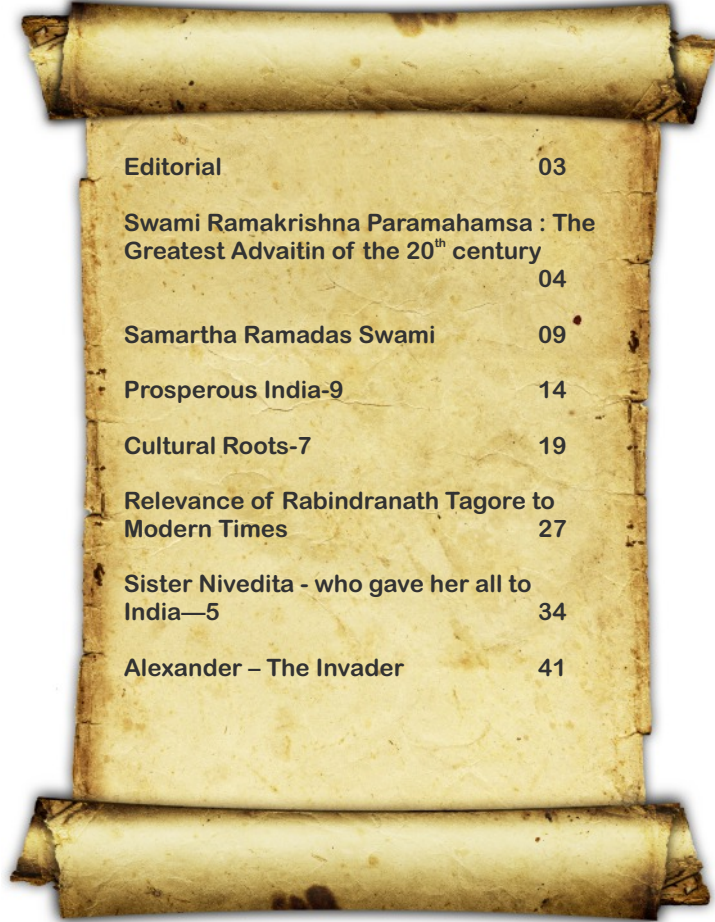 Editorial 03
Swami Ramakrishna Paramahamsa : The
Greatest Advaitin of the 20th century
04
Samartha Ramadas Swami 09
Prosperous India-9 14
Cultural Roots-7 19
Relevance of Rabindranath Tagore to
Modern Times 27
Sister Nivedita - who gave her all to
India—5 34
Alexander – The Invader 41